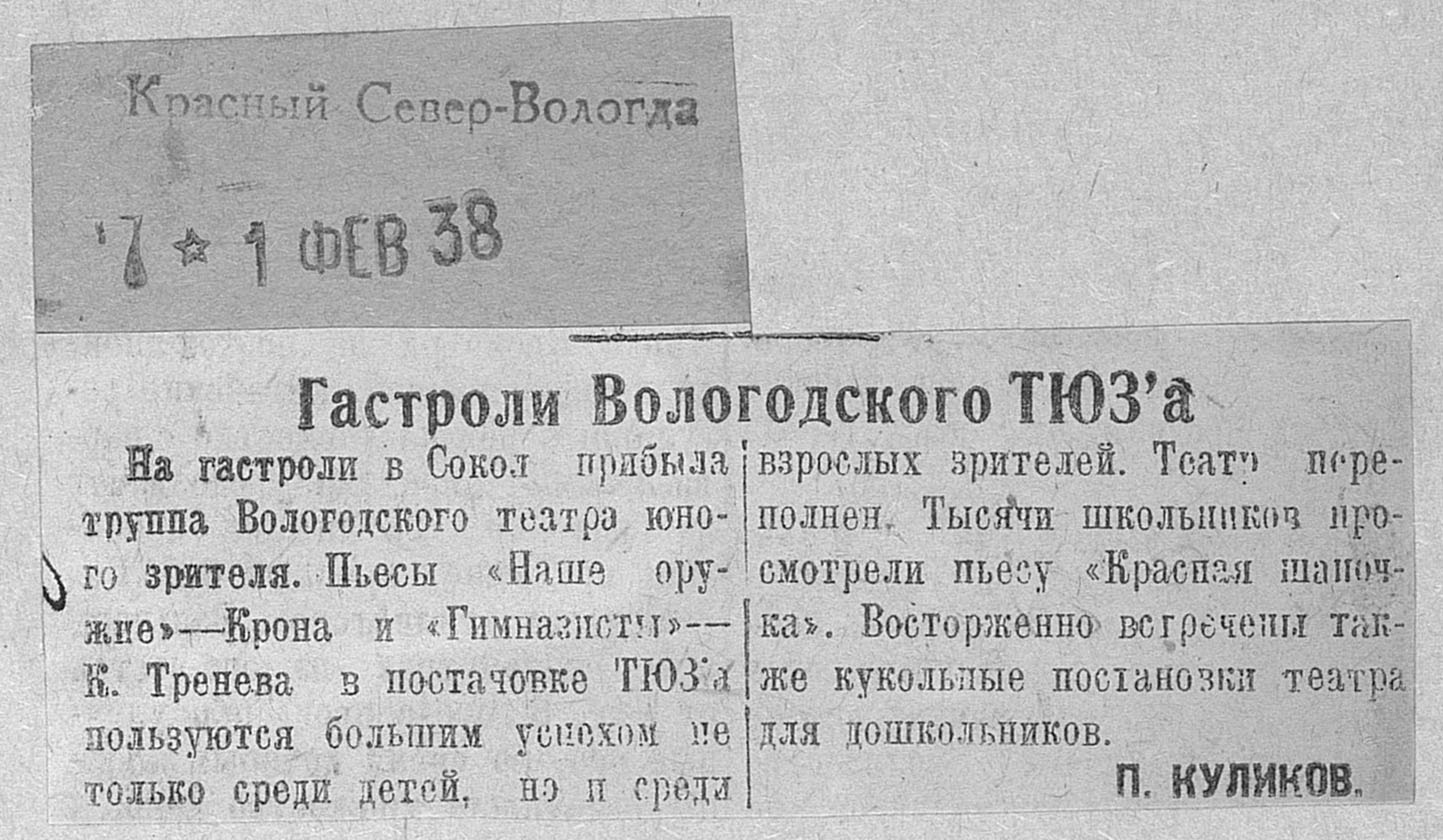 Красный Север-Вологда
7 ☆ 1 ФЕВ 38
Гастроли Вологодского ТЮЗ’а
На гастроли в Сокол прибыла
труппа Вологодского театра юно-
го зрителя. Пьесы «Наше ору-
жие»—Крона и «Гимназисты»—
К. Тренева в постановке ТЮЗ’а
пользуются большим успехом не
только среди детей, но и среди
взрослых зрителей. Театр пере-
полнен. Тысячи школьников про-
смотрели пьесу «Красная шапоч-
ка». Восторженно встречены так-
же кукольные постановки театра
для дошкольников.
П. КУЛИКОВ.